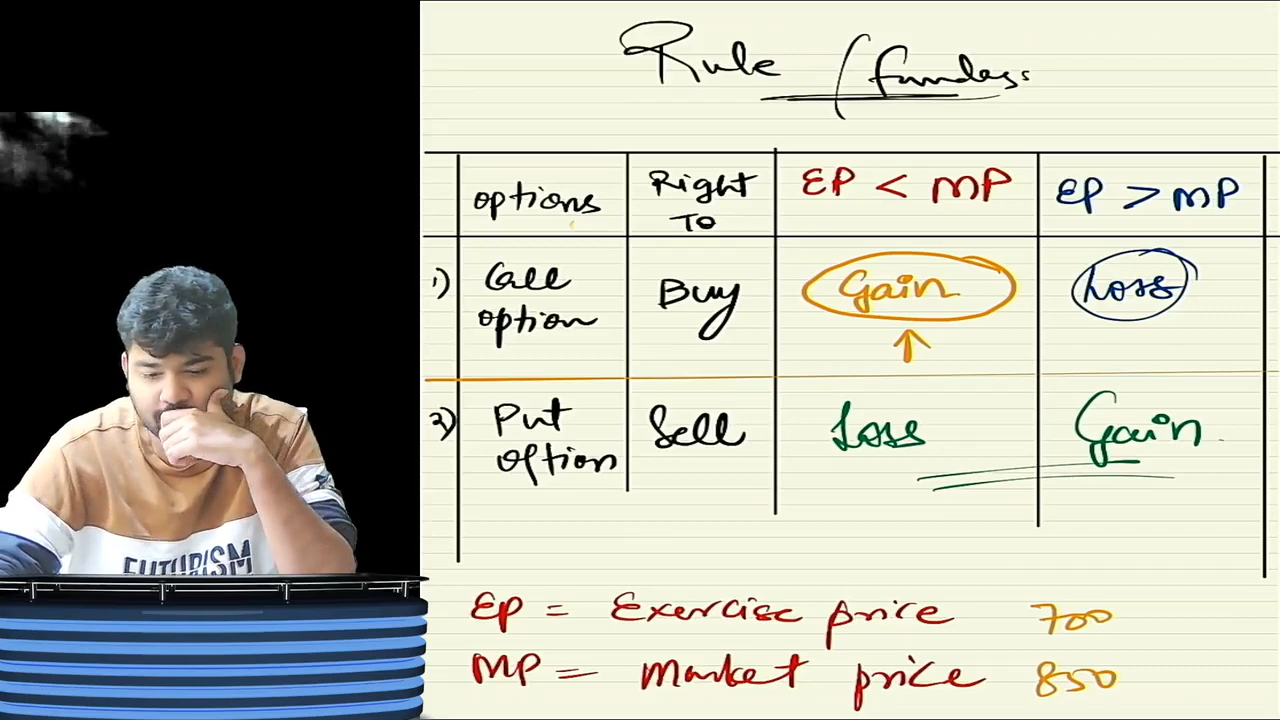 Rule / fundas:
options
Right To
EP < MP
EP > MP
1) Call option
Buy
Gain
Loss
2) Put option
Sell
Loss
Gain
EP = Exercise price 700
MP = Market price 850
FUTURISM